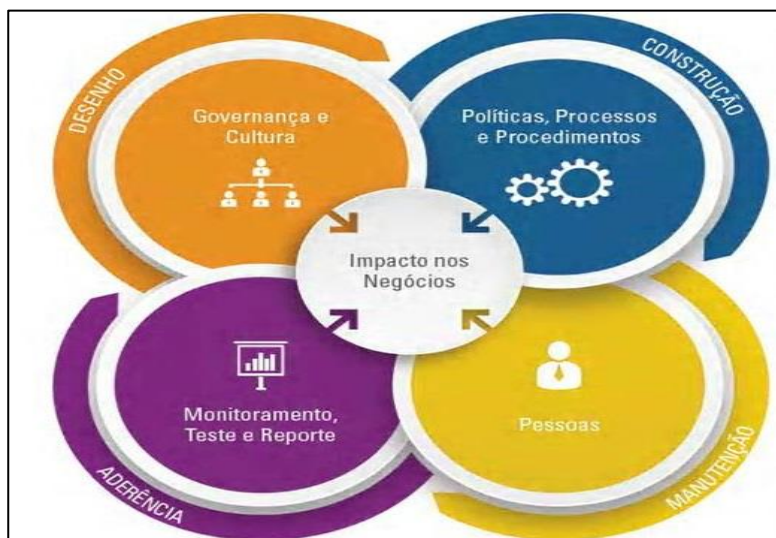 DESENHO
Governança e
Cultura
CONSTRUÇÃO
Políticas, Processos
e Procedimentos
Impacto nos
Negócios
Monitoramento,
Teste e Reporte
ADERÊNCIA
Pessoas
MANUTENÇÃO